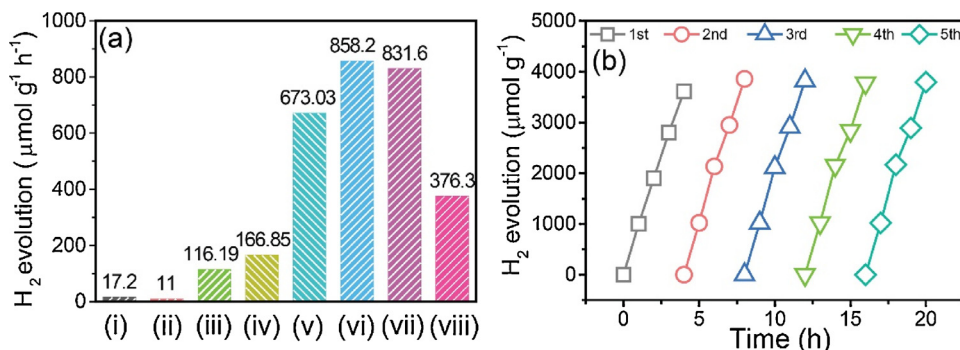 (a)
H₂ evolution ( μmol g⁻¹ h⁻¹)
1000
800
600
400
200
0
17.2
11
116.19
166.85
673.03
858.2
831.6
376.3
(i) (ii) (iii) (iv) (v) (vi) (vii) (viii)
(b)
1st 2nd 3rd 4th 5th
H₂ evolution (μmol g⁻¹)
5000
4000
3000
2000
1000
0
0 5 10 15 20
Time (h)